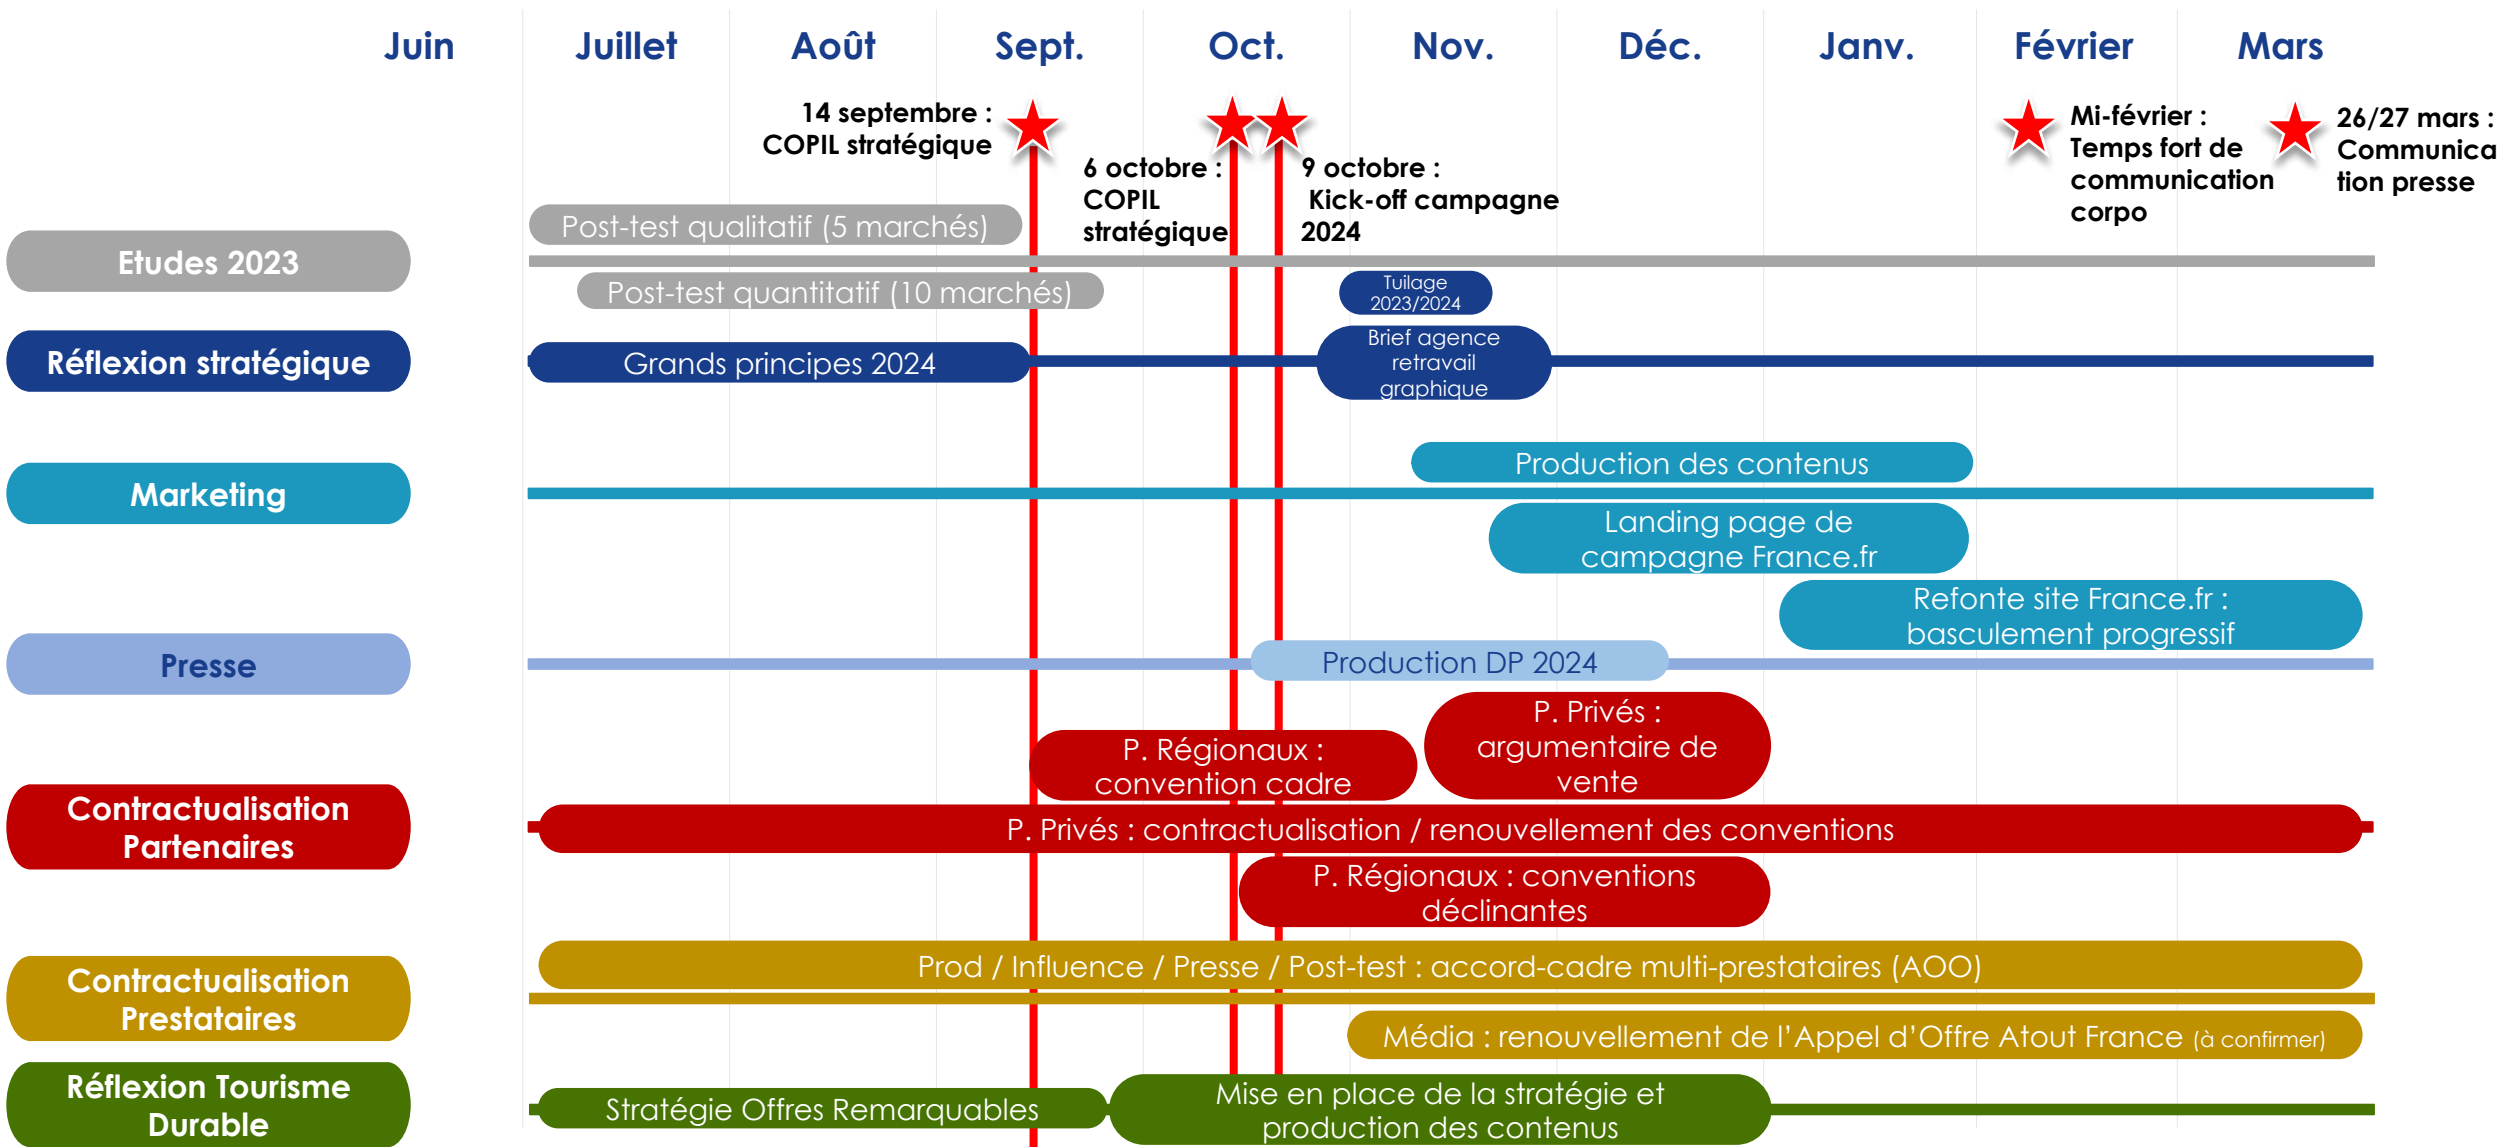 Juin Juillet Août Sept. Oct. Nov. Déc. Janv. Février Mars
14 septembre :
COPIL stratégique
6 octobre :
COPIL
stratégique
9 octobre :
Kick-off campagne
2024
Mi-février :
Temps fort de
communication
corpo
26/27 mars :
Communica
tion presse
Etudes 2023
Post-test qualitatif (5 marchés)
Post-test quantitatif (10 marchés)
Tuilage
2023/2024
Réflexion stratégique
Grands principes 2024
Brief agence
retravail
graphique
Marketing
Production des contenus
Landing page de
campagne France.fr
Refonte site France.fr :
basculement progressif
Presse
Production DP 2024
Contractualisation
Partenaires
P. Régionaux :
convention cadre
P. Privés :
argumentaire de
vente
P. Privés : contractualisation / renouvellement des conventions
P. Régionaux : conventions
déclinantes
Contractualisation
Prestataires
Prod / Influence / Presse / Post-test : accord-cadre multi-prestataires (AOO)
Média : renouvellement de l’Appel d’Offre Atout France (à confirmer)
Réflexion Tourisme
Durable
Stratégie Offres Remarquables
Mise en place de la stratégie et
production des contenus